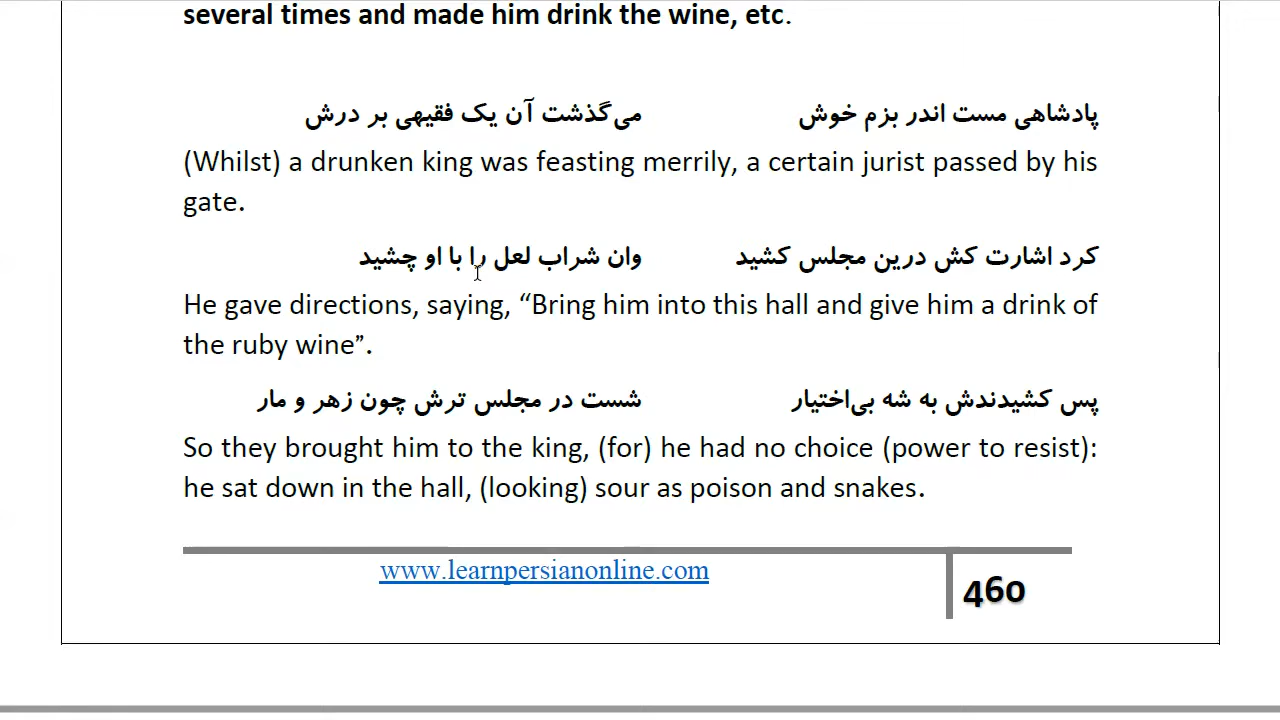 several times and made him drink the wine, etc.
پادشاهی مست اندر بزم خوش می‌گذشت آن یک فقیهی بر درش
(Whilst) a drunken king was feasting merrily, a certain jurist passed by his
gate.
کرد اشارت کش درین مجلس کشید وان شراب لعل را با او چشید
He gave directions, saying, “Bring him into this hall and give him a drink of
the ruby wine”.
پس کشیدندش به شه بی‌اختیار شست در مجلس ترش چون زهر و مار
So they brought him to the king, (for) he had no choice (power to resist):
he sat down in the hall, (looking) sour as poison and snakes.
www.learnpersianonline.com
460